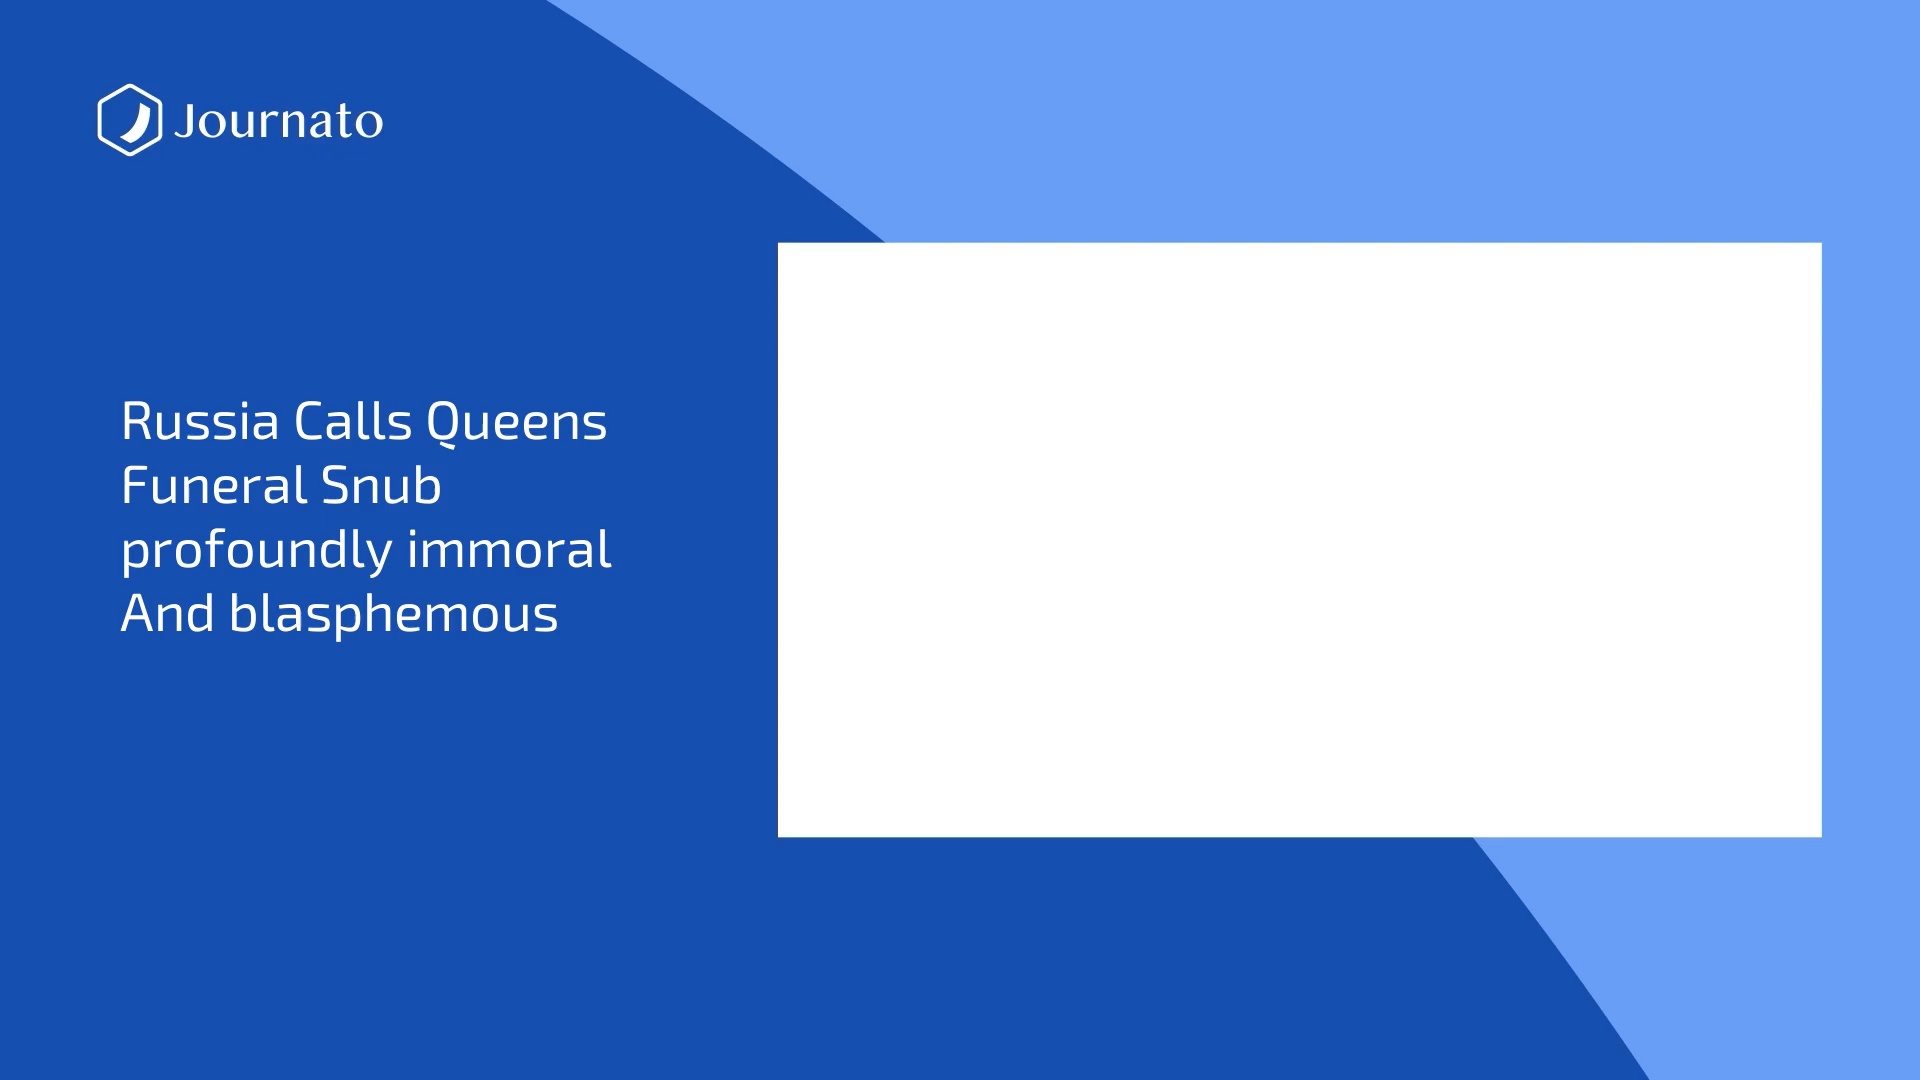 Journato
Russia Calls Queens
Funeral Snub
profoundly immoral
And blasphemous